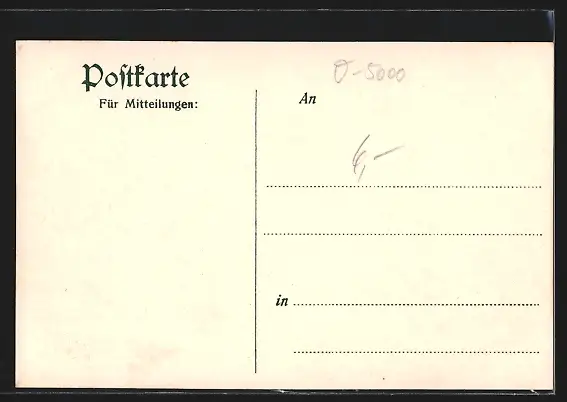 Postkarte
Für Mitteilungen:
O-5000
An
4,-
in